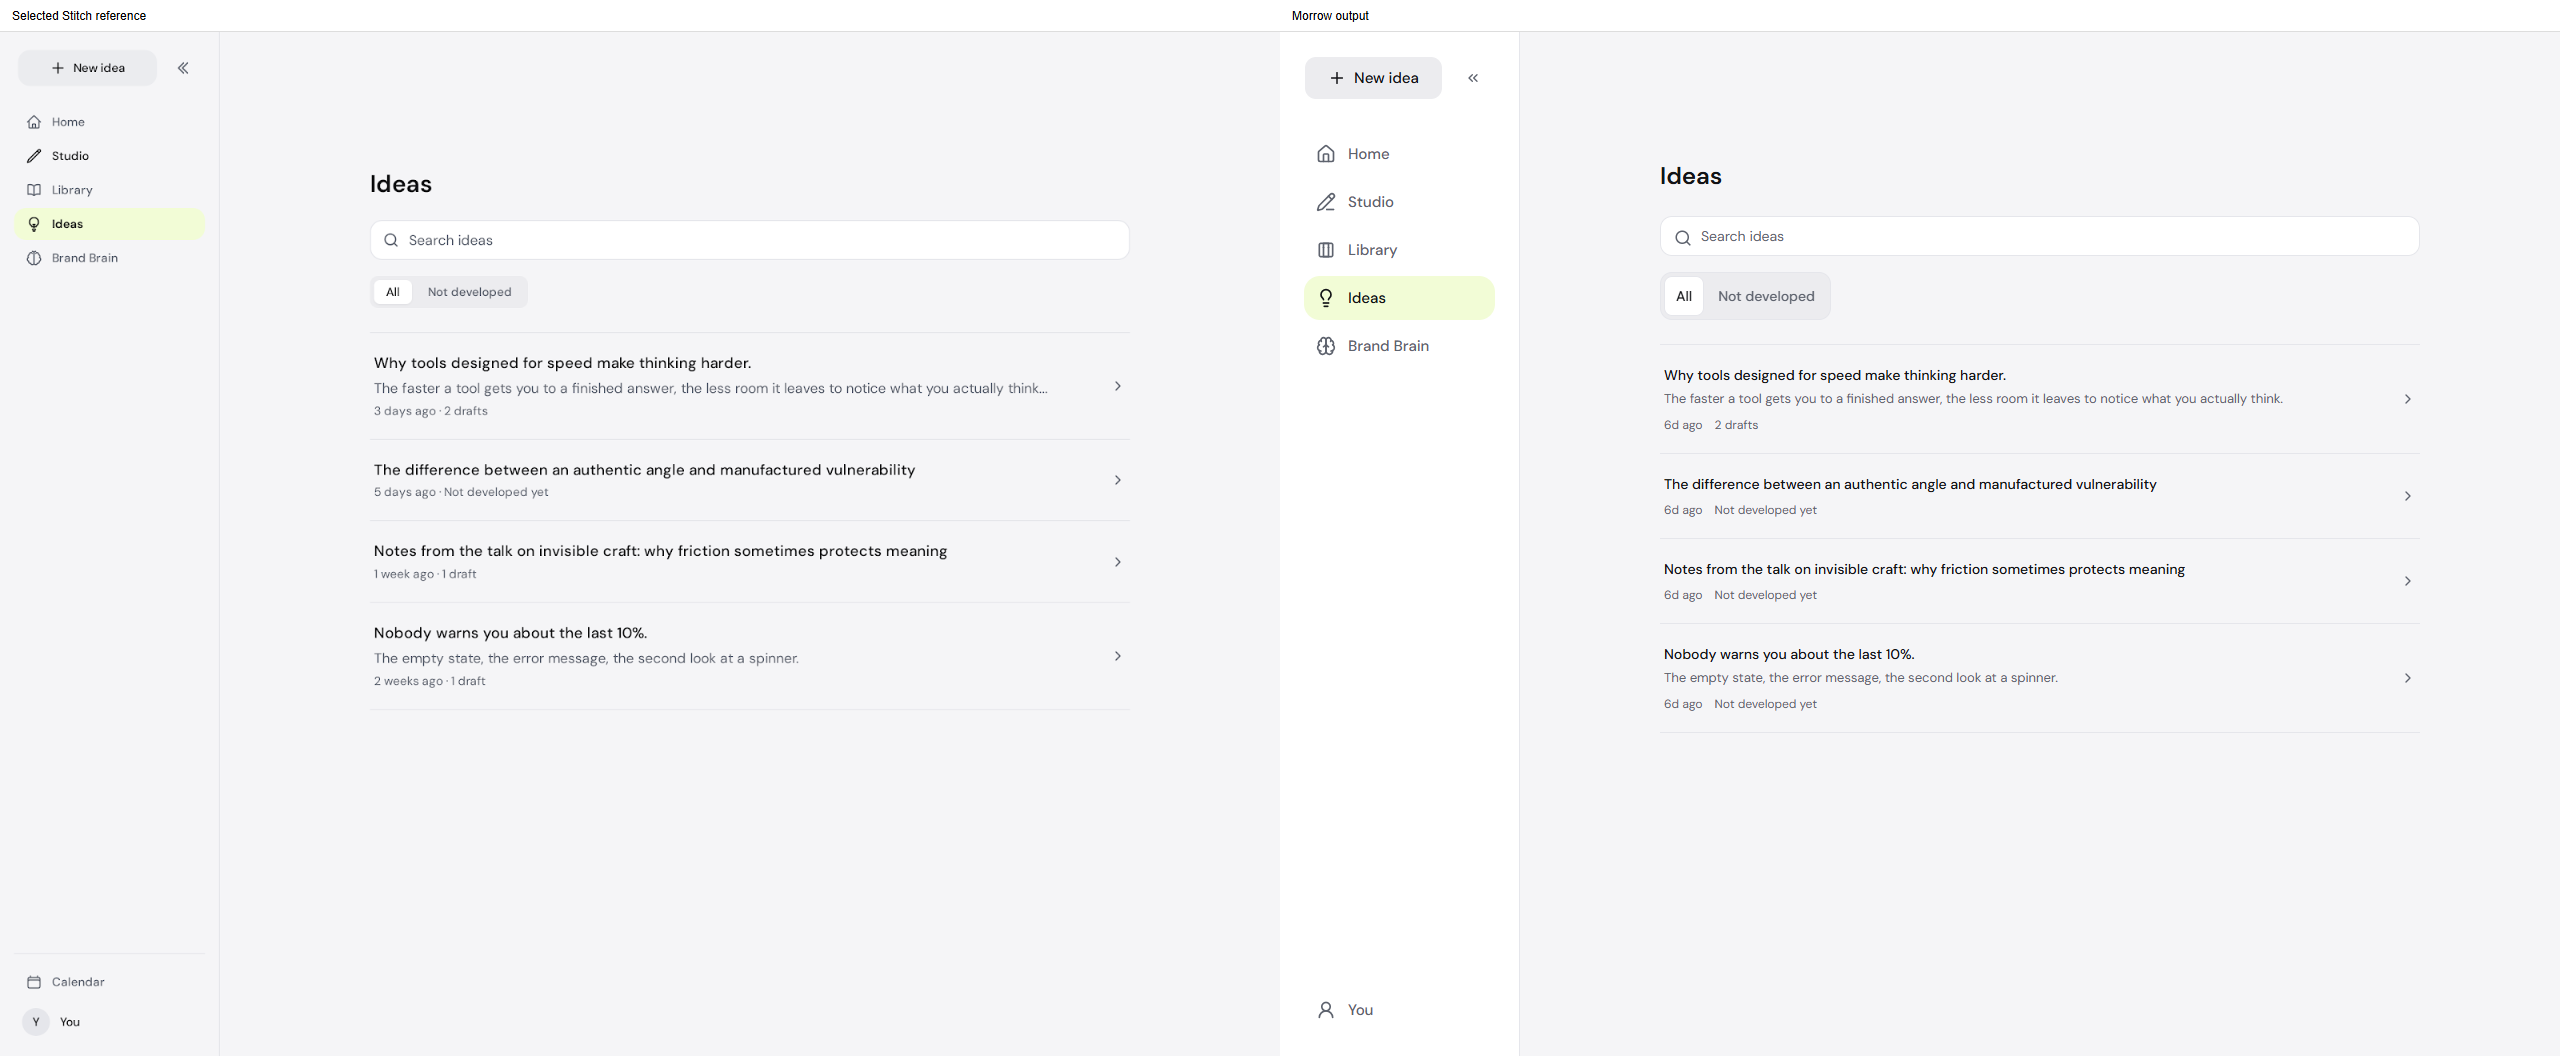 Selected Stitch reference
New idea
Home
Studio
Library
Ideas
Brand Brain
Calendar
Y
You
Ideas
Search ideas
All
Not developed
Why tools designed for speed make thinking harder.
The faster a tool gets you to a finished answer, the less room it leaves to notice what you actually think...
3 days ago · 2 drafts
The difference between an authentic angle and manufactured vulnerability
5 days ago · Not developed yet
Notes from the talk on invisible craft: why friction sometimes protects meaning
1 week ago · 1 draft
Nobody warns you about the last 10%.
The empty state, the error message, the second look at a spinner.
2 weeks ago · 1 draft
Morrow output
New idea
Home
Studio
Library
Ideas
Brand Brain
You
Ideas
Search ideas
All
Not developed
Why tools designed for speed make thinking harder.
The faster a tool gets you to a finished answer, the less room it leaves to notice what you actually think.
6d ago 2 drafts
The difference between an authentic angle and manufactured vulnerability
6d ago Not developed yet
Notes from the talk on invisible craft: why friction sometimes protects meaning
6d ago Not developed yet
Nobody warns you about the last 10%.
The empty state, the error message, the second look at a spinner.
6d ago Not developed yet